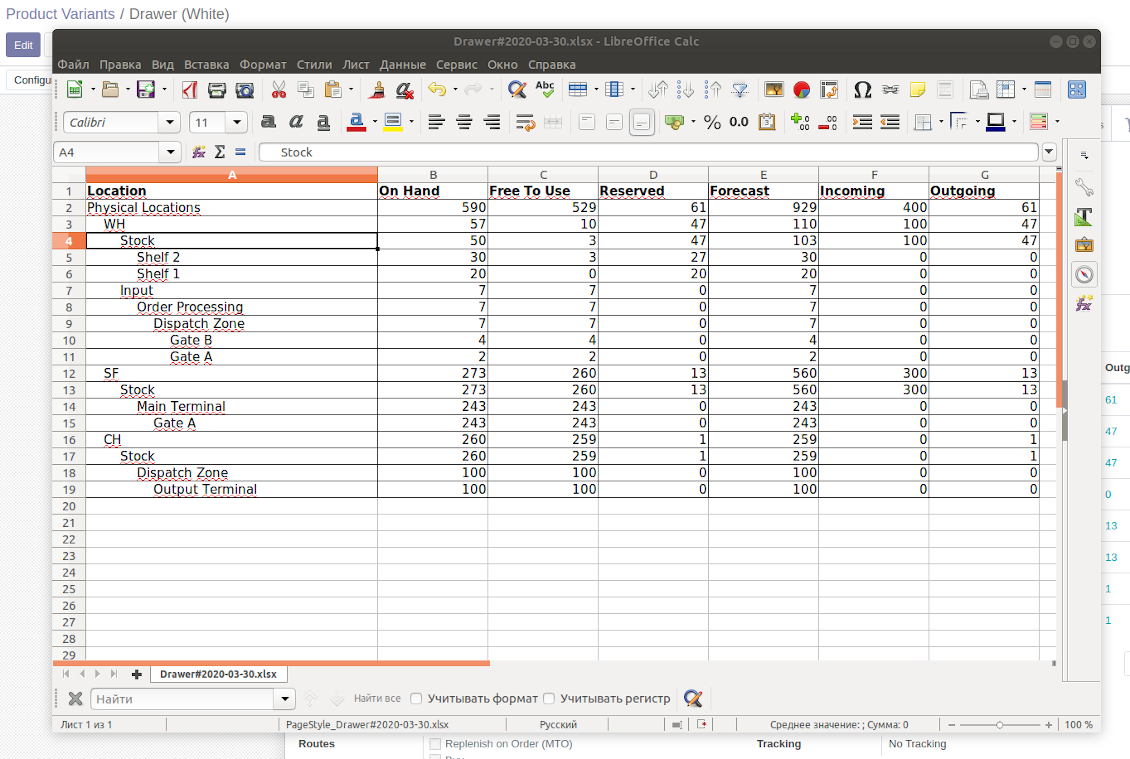 Product Variants / Drawer (White)
Edit
Configu
Drawer#2020-03-30.xlsx - LibreOffice Calc
Файл Правка Вид Вставка Формат Стили Лист Данные Сервис Окно Справка
Abc
Calibri 11 a a a a % 0.0
A4 Σ = Stock
A B C D E F G
1 Location On Hand Free To Use Reserved Forecast Incoming Outgoing
2 Physical Locations 590 529 61 929 400 61
3 WH 57 10 47 110 100 47
4 Stock 50 3 47 103 100 47
5 Shelf 2 30 3 27 30 0 0
6 Shelf 1 20 0 20 20 0 0
7 Input 7 7 0 7 0 0
8 Order Processing 7 7 0 7 0 0
9 Dispatch Zone 7 7 0 7 0 0
10 Gate B 4 4 0 4 0 0
11 Gate A 2 2 0 2 0 0
12 SF 273 260 13 560 300 13
13 Stock 273 260 13 560 300 13
14 Main Terminal 243 243 0 243 0 0
15 Gate A 243 243 0 243 0 0
16 CH 260 259 1 259 0 1
17 Stock 260 259 1 259 0 1
18 Dispatch Zone 100 100 0 100 0 0
19 Output Terminal 100 100 0 100 0 0
20
21
22
23
24
25
26
27
28
29
Outg
61
47
47
0
13
13
1
1
Drawer#2020-03-30.xlsx
Найти Найти все Учитывать формат Учитывать регистр
Лист 1 из 1 PageStyle_Drawer#2020-03-30.xlsx Русский Среднее значение: ; Сумма: 0 100 %
Routes Replenish on Order (MTO) Tracking No Tracking